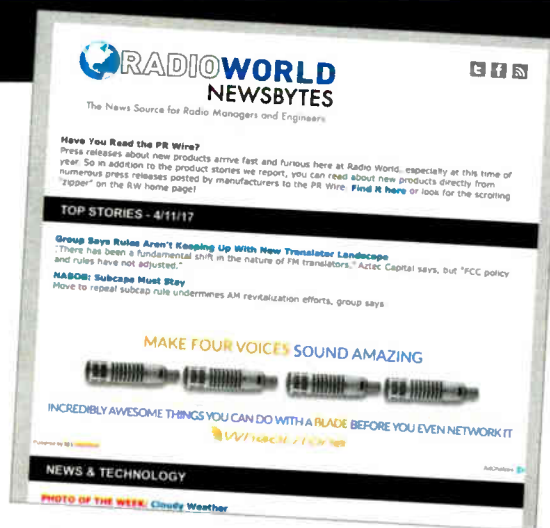 RADIOWORLD
NEWSBYTES
The News Source for Radio Managers and Engineers
Have You Read the PR Wire?
Press releases about new products arrive fast and furious here at Radio World, especially at this time of
year. So in addition to the product stories we report, you can read about new products directly from
numerous press releases posted by manufacturers to the PR Wire. Find it here or look for the scrolling
"zipper" on the RW home page!
TOP STORIES - 4/11/17
Group Says Rules Aren't Keeping Up With New Translator Landscape
"There has been a fundamental shift in the nature of FM translators," Aztec Capital says, but "FCC policy
and rules have not adjusted."
NABOB: Subcaps Must Stay
Move to repeal subcap rule undermines AM revitalization efforts, group says
MAKE FOUR VOICES SOUND AMAZING
INCREDIBLY AWESOME THINGS YOU CAN DO WITH A BLADE BEFORE YOU EVEN NETWORK IT
Powered by
AdChoices
NEWS & TECHNOLOGY
PHOTO OF THE WEEK: Cloudy Weather